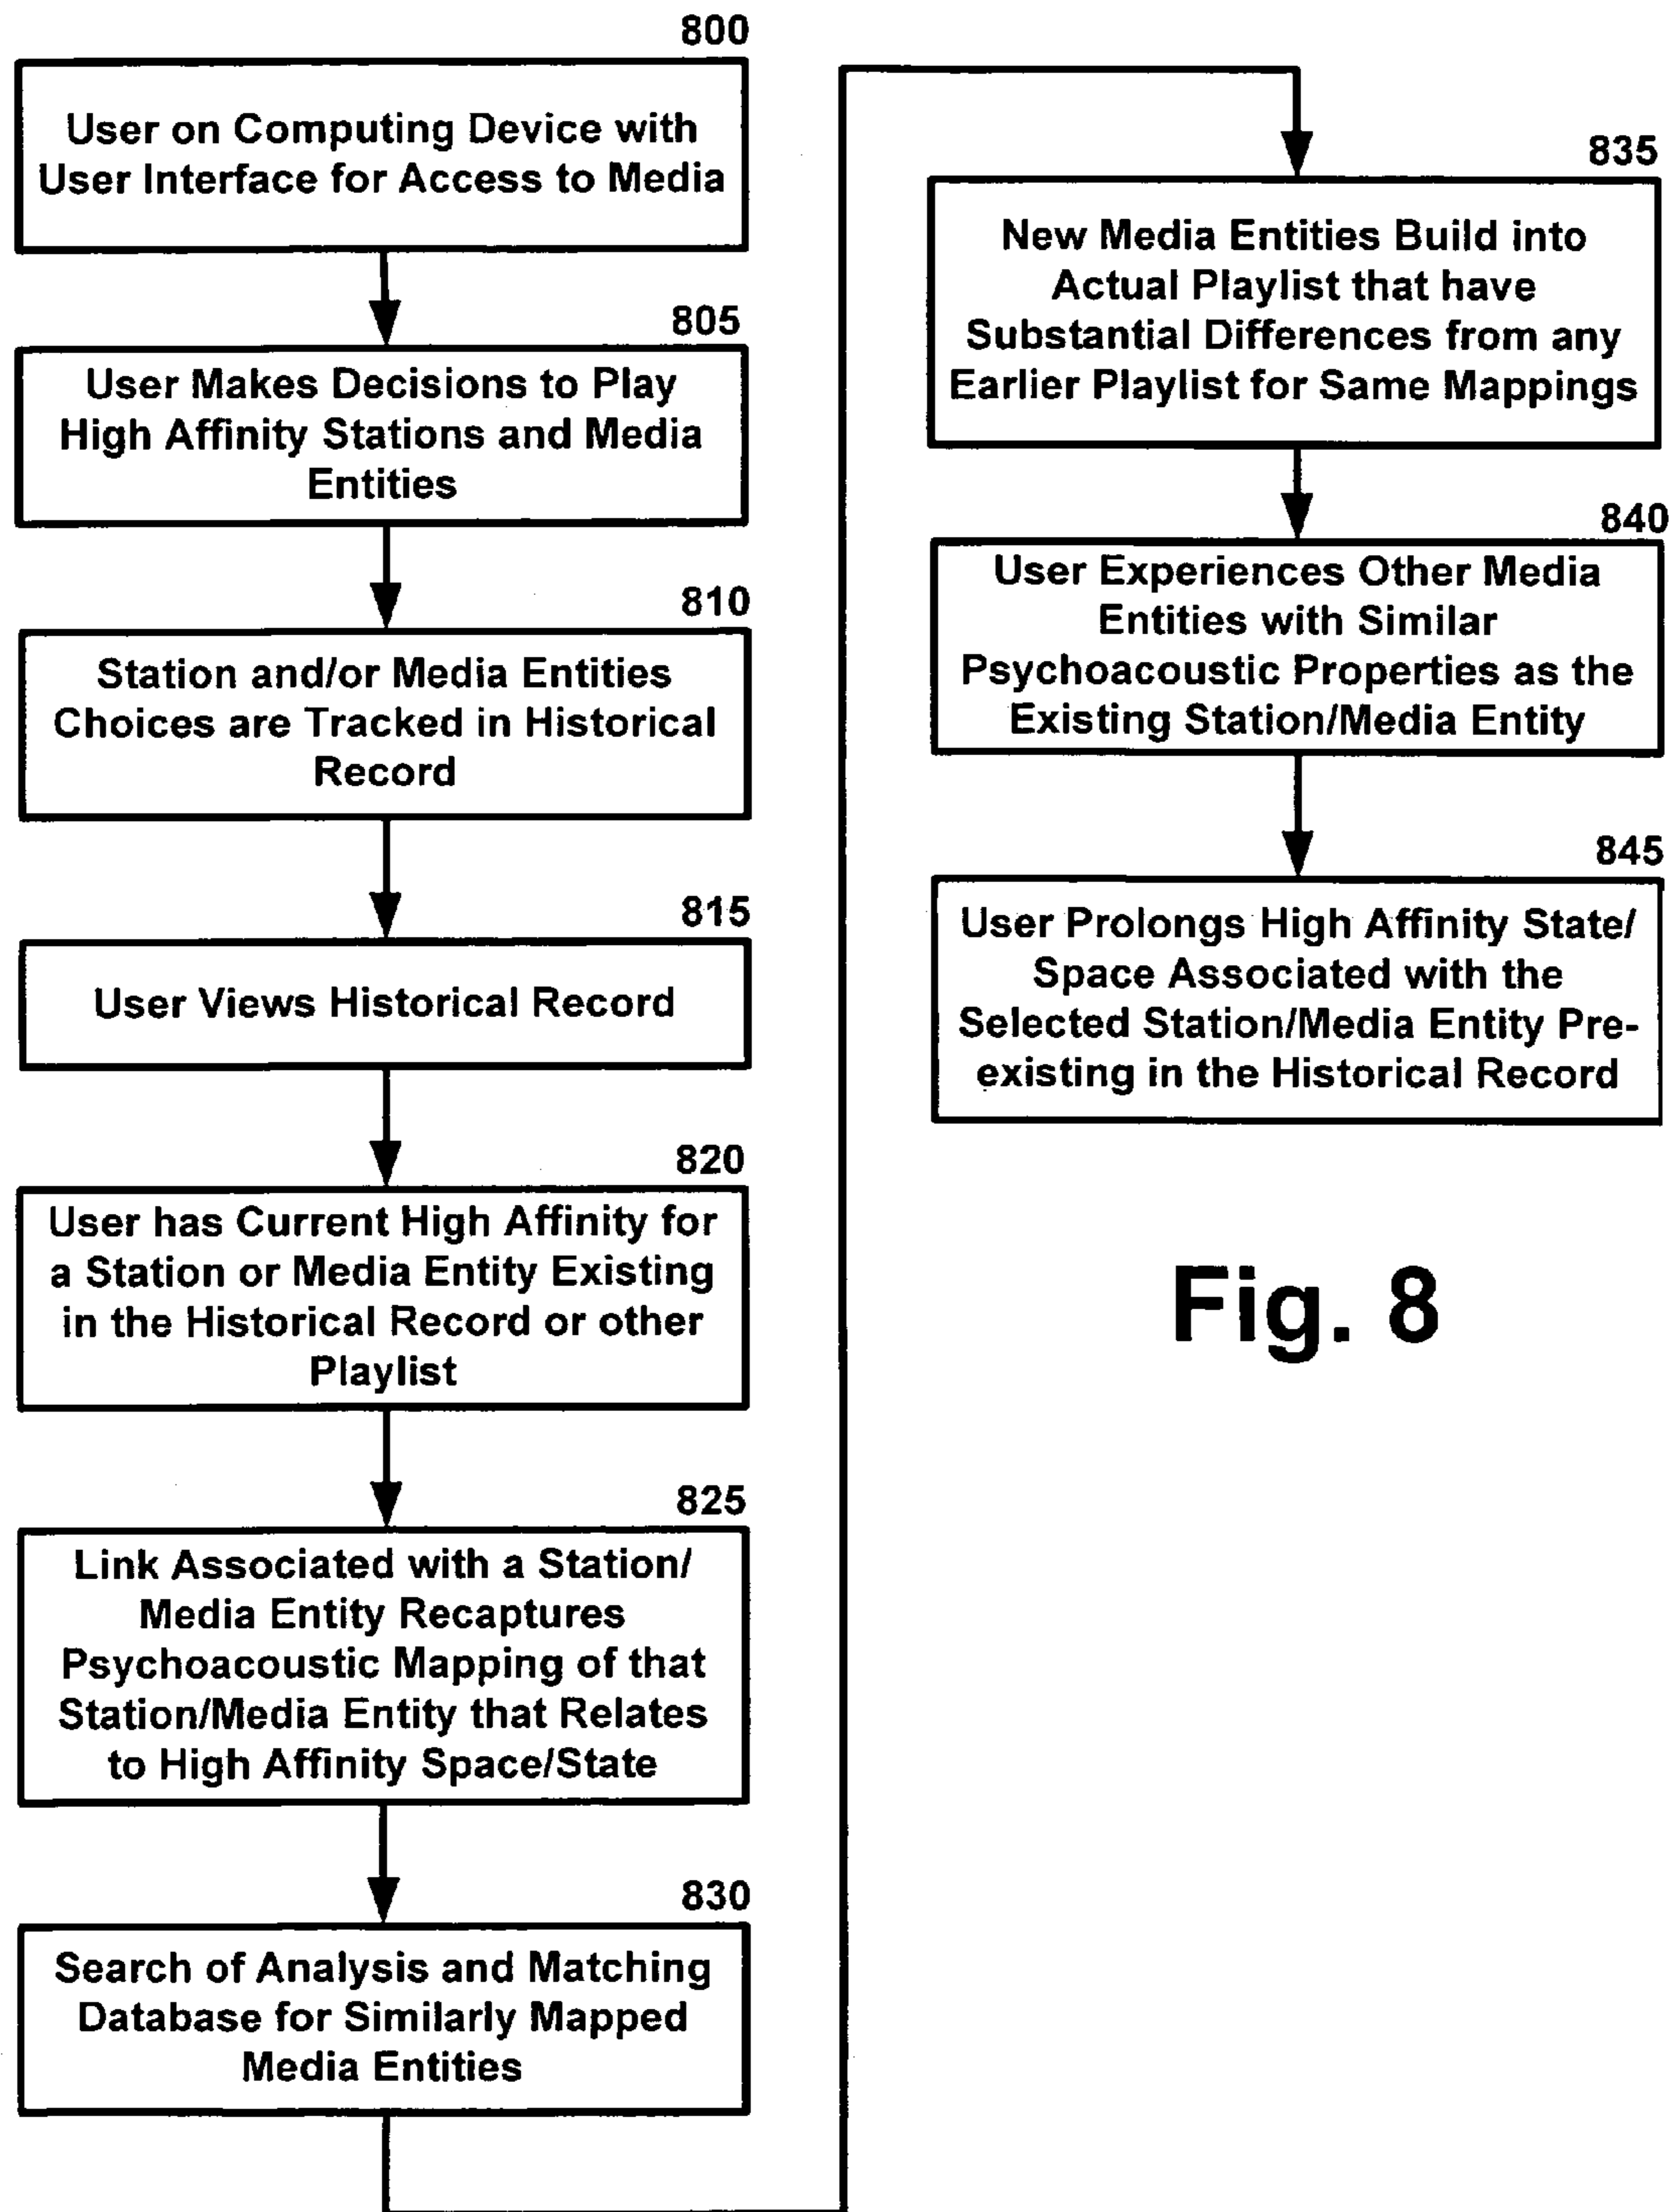 800
User on Computing Device with
User Interface for Access to Media
805
User Makes Decisions to Play
High Affinity Stations and Media
Entities
810
Station and/or Media Entities
Choices are Tracked in Historical
Record
815
User Views Historical Record
820
User has Current High Affinity for
a Station or Media Entity Existing
in the Historical Record or other
Playlist
825
Link Associated with a Station/
Media Entity Recaptures
Psychoacoustic Mapping of that
Station/Media Entity that Relates
to High Affinity Space/State
830
Search of Analysis and Matching
Database for Similarly Mapped
Media Entities
835
New Media Entities Build into
Actual Playlist that have
Substantial Differences from any
Earlier Playlist for Same Mappings
840
User Experiences Other Media
Entities with Similar
Psychoacoustic Properties as the
Existing Station/Media Entity
845
User Prolongs High Affinity State/
Space Associated with the
Selected Station/Media Entity Pre-
existing in the Historical Record
Fig. 8